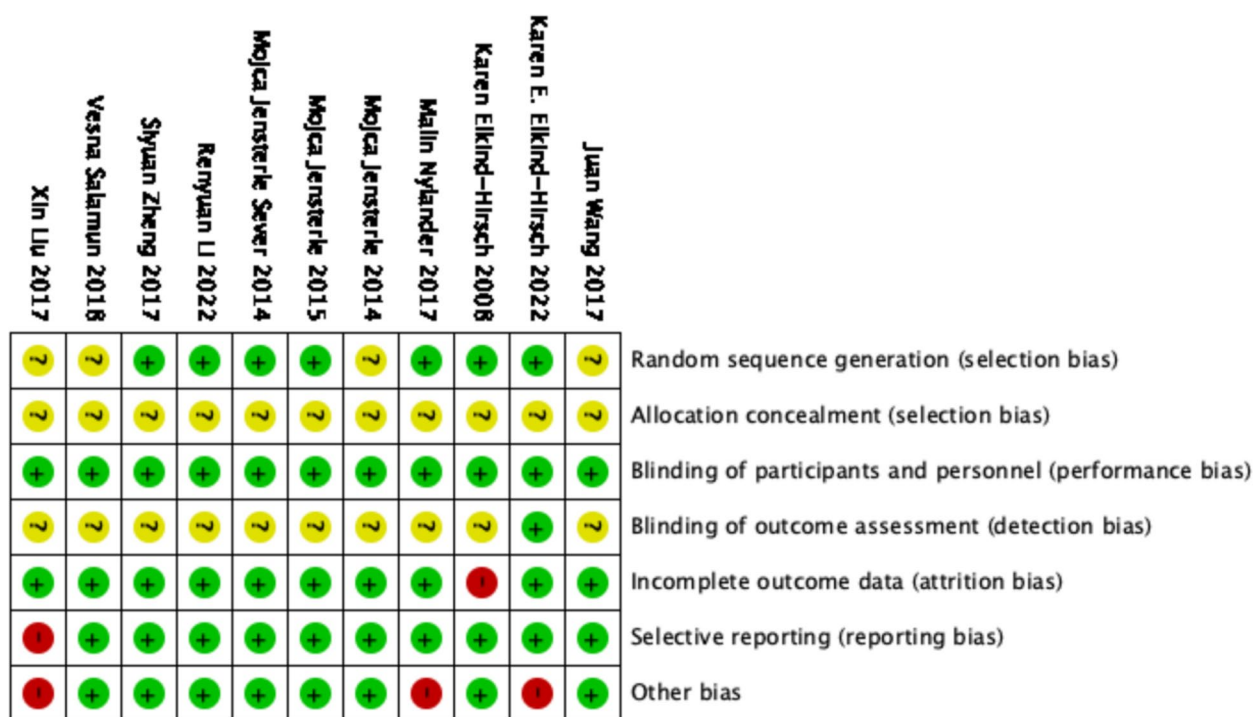 Xin Liu 2017
Vesna Salamun 2018
Siyuan Zheng 2017
Renyuan Li 2022
Mojca Jensterle Sever 2014
Mojca Jensterle 2015
Mojca Jensterle 2014
Malin Nylander 2017
Karen Elkind-Hirsch 2008
Karen E. Elkind-Hirsch 2022
Juan Wang 2017
? ? + + + + ? + + + ? Random sequence generation (selection bias)
? ? ? ? ? ? ? ? ? ? ? Allocation concealment (selection bias)
+ + + + + + + + + + + Blinding of participants and personnel (performance bias)
? ? ? ? ? ? ? ? ? + ? Blinding of outcome assessment (detection bias)
+ + + + + + + + - + + Incomplete outcome data (attrition bias)
- + + + + + + + + + + Selective reporting (reporting bias)
- + + + + + + - + - + Other bias